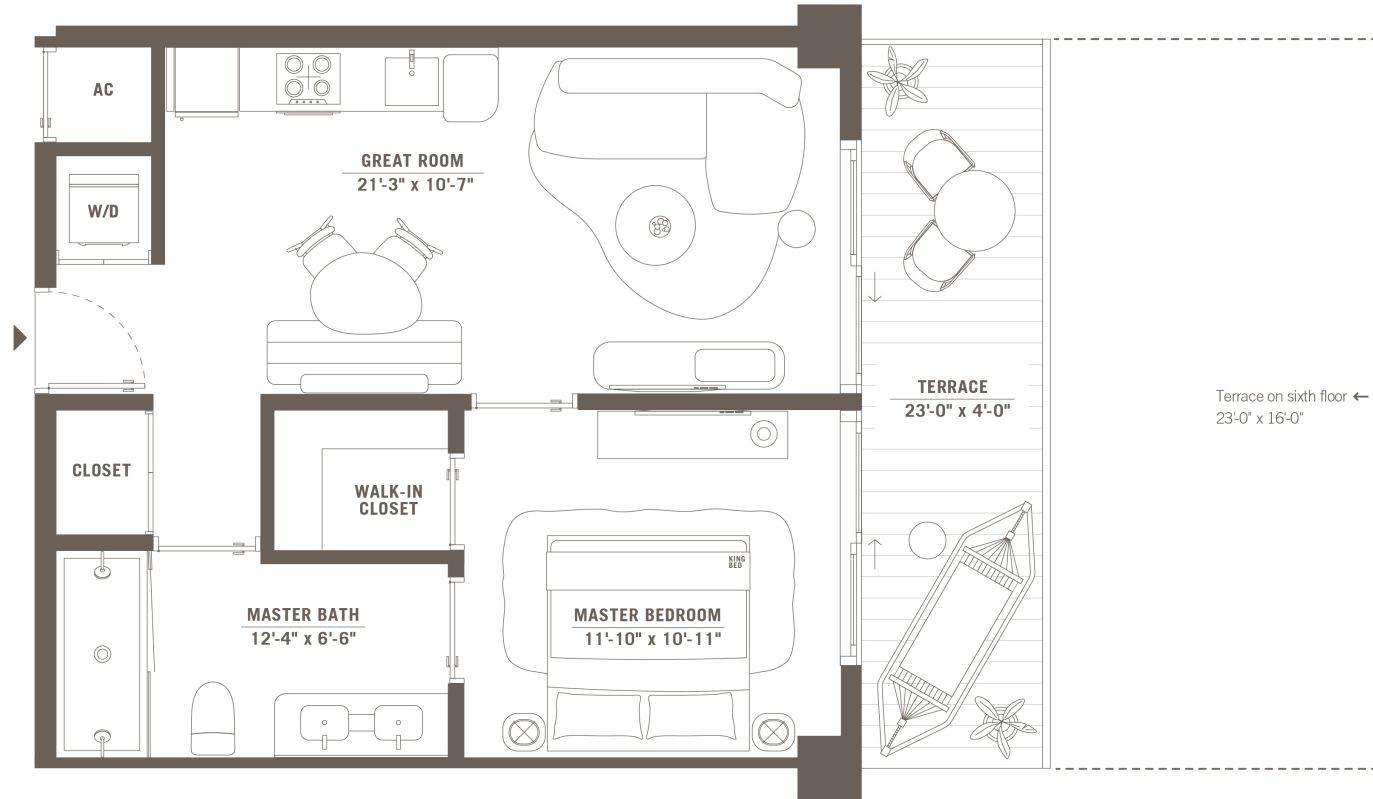 AC
W/D
GREAT ROOM
21'-3" x 10'-7"
TERRACE
23'-0" x 4'-0"
Terrace on sixth floor ←
23'-0" x 16'-0"
CLOSET
WALK-IN
CLOSET
KING
BED
MASTER BATH
12'-4" x 6'-6"
MASTER BEDROOM
11'-10" x 10'-11"